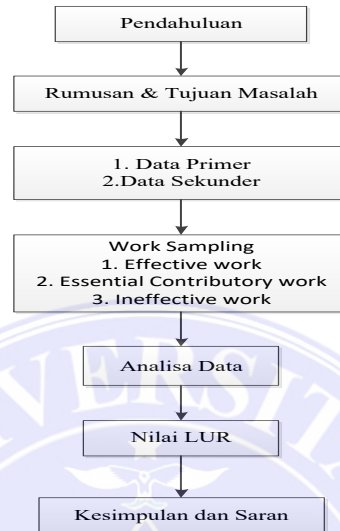 Pendahuluan
Rumusan & Tujuan Masalah
1. Data Primer
2.Data Sekunder
Work Sampling
1. Effective work
2. Essential Contributory work
3. Ineffective work
Analisa Data
Nilai LUR
Kesimpulan dan Saran